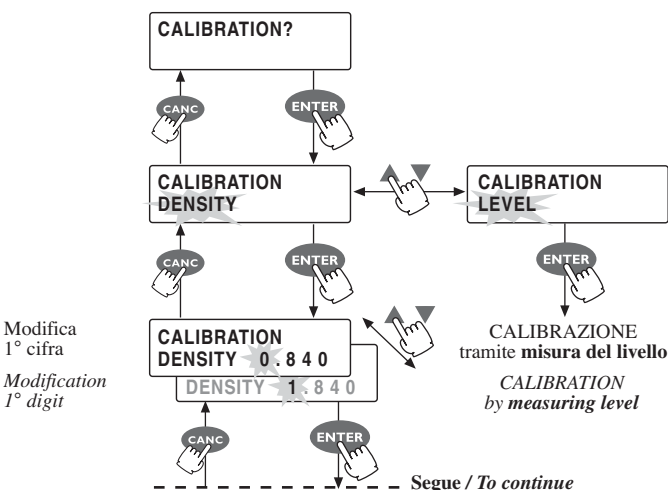 CALIBRATION?
CANC
ENTER
CALIBRATION
DENSITY
CALIBRATION
LEVEL
CANC
ENTER
ENTER
Modifica
1° cifra
Modification
1° digit
CALIBRATION
DENSITY 0.840
DENSITY 1.840
CALIBRAZIONE
tramite misura del livello
CALIBRATION
by measuring level
CANC
ENTER
Segue / To continue